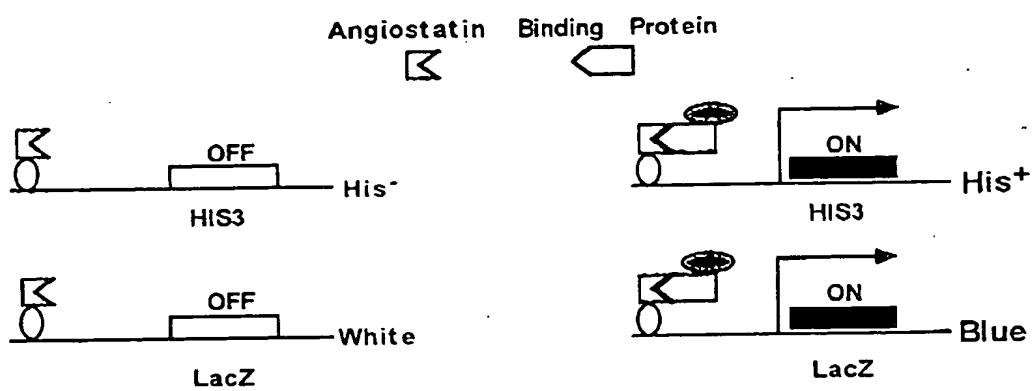 Angiostatin Binding Protein
OFF
His-
HIS3
ON
His+
HIS3
OFF
White
LacZ
ON
Blue
LacZ